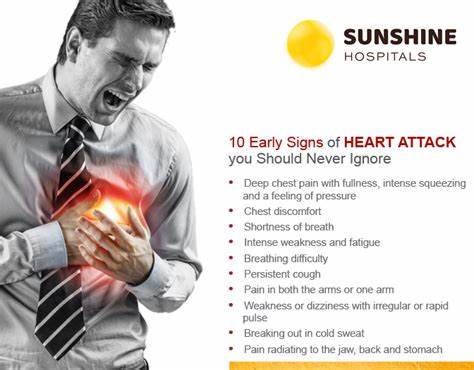 SUNSHINE
HOSPITALS
10 Early Signs of HEART ATTACK
you Should Never Ignore
• Deep chest pain with fullness, intense squeezing
and a feeling of pressure
• Chest discomfort
• Shortness of breath
• Intense weakness and fatigue
• Breathing difficulty
• Persistent cough
• Pain in both the arms or one arm
• Weakness or dizziness with irregular or rapid
pulse
• Breaking out in cold sweat
• Pain radiating to the jaw, back and stomach